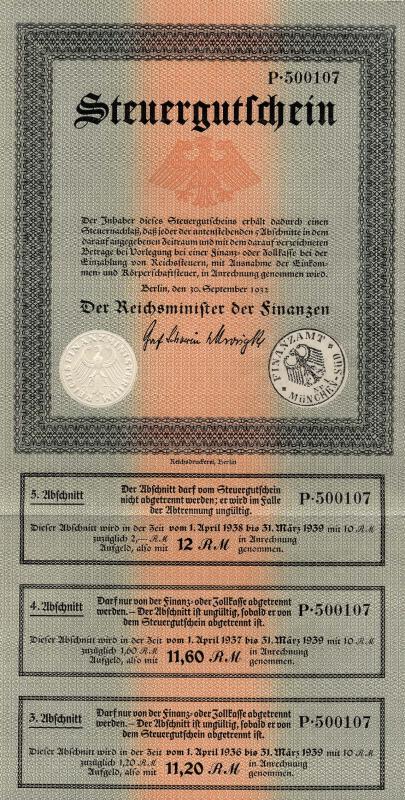 P·500107
Steuergutschein
Der Inhaber dieses Steuergutscheins erhält dadurch einen
Steuernachlaß, daß jeder der untenstehenden 5 Abschnitte in dem
darauf angegebenen Zeitraum und mit dem darauf verzeichneten
Betrage bei Vorlegung bei einer Finanz- oder Zollkasse bei der
Einzahlung von Reichssteuern, mit Ausnahme der Einkom-
men- und Körperschaftsteuer, in Anrechnung genommen wird.
Berlin, den 30. September 1932
Der Reichsminister der Finanzen
Graf Schwerin v Krosigk
FINANZAMT
MÜNCHEN
Reichsdruckerei, Berlin
5. Abschnitt
Der Abschnitt darf vom Steuergutschein
nicht abgetrennt werden; er wird im Falle
der Abtrennung ungültig.
P·500107
Dieser Abschnitt wird in der Zeit vom 1. April 1938 bis 31. März 1939 mit 10 RM
zuzüglich 2,— RM Aufgeld, also mit 12 RM in Anrechnung genommen.
4. Abschnitt
Darf nur von der Finanz- oder Zollkasse abgetrennt
werden. – Der Abschnitt ist ungültig, sobald er von
dem Steuergutschein abgetrennt ist.
P·500107
Dieser Abschnitt wird in der Zeit vom 1. April 1937 bis 31. März 1939 mit 10 RM
zuzüglich 1,60 RM Aufgeld, also mit 11,60 RM in Anrechnung genommen.
3. Abschnitt
Darf nur von der Finanz- oder Zollkasse abgetrennt
werden. – Der Abschnitt ist ungültig, sobald er von
dem Steuergutschein abgetrennt ist.
P·500107
Dieser Abschnitt wird in der Zeit vom 1. April 1936 bis 31. März 1939 mit 10 RM
zuzüglich 1,20 RM Aufgeld, also mit 11,20 RM in Anrechnung genommen.